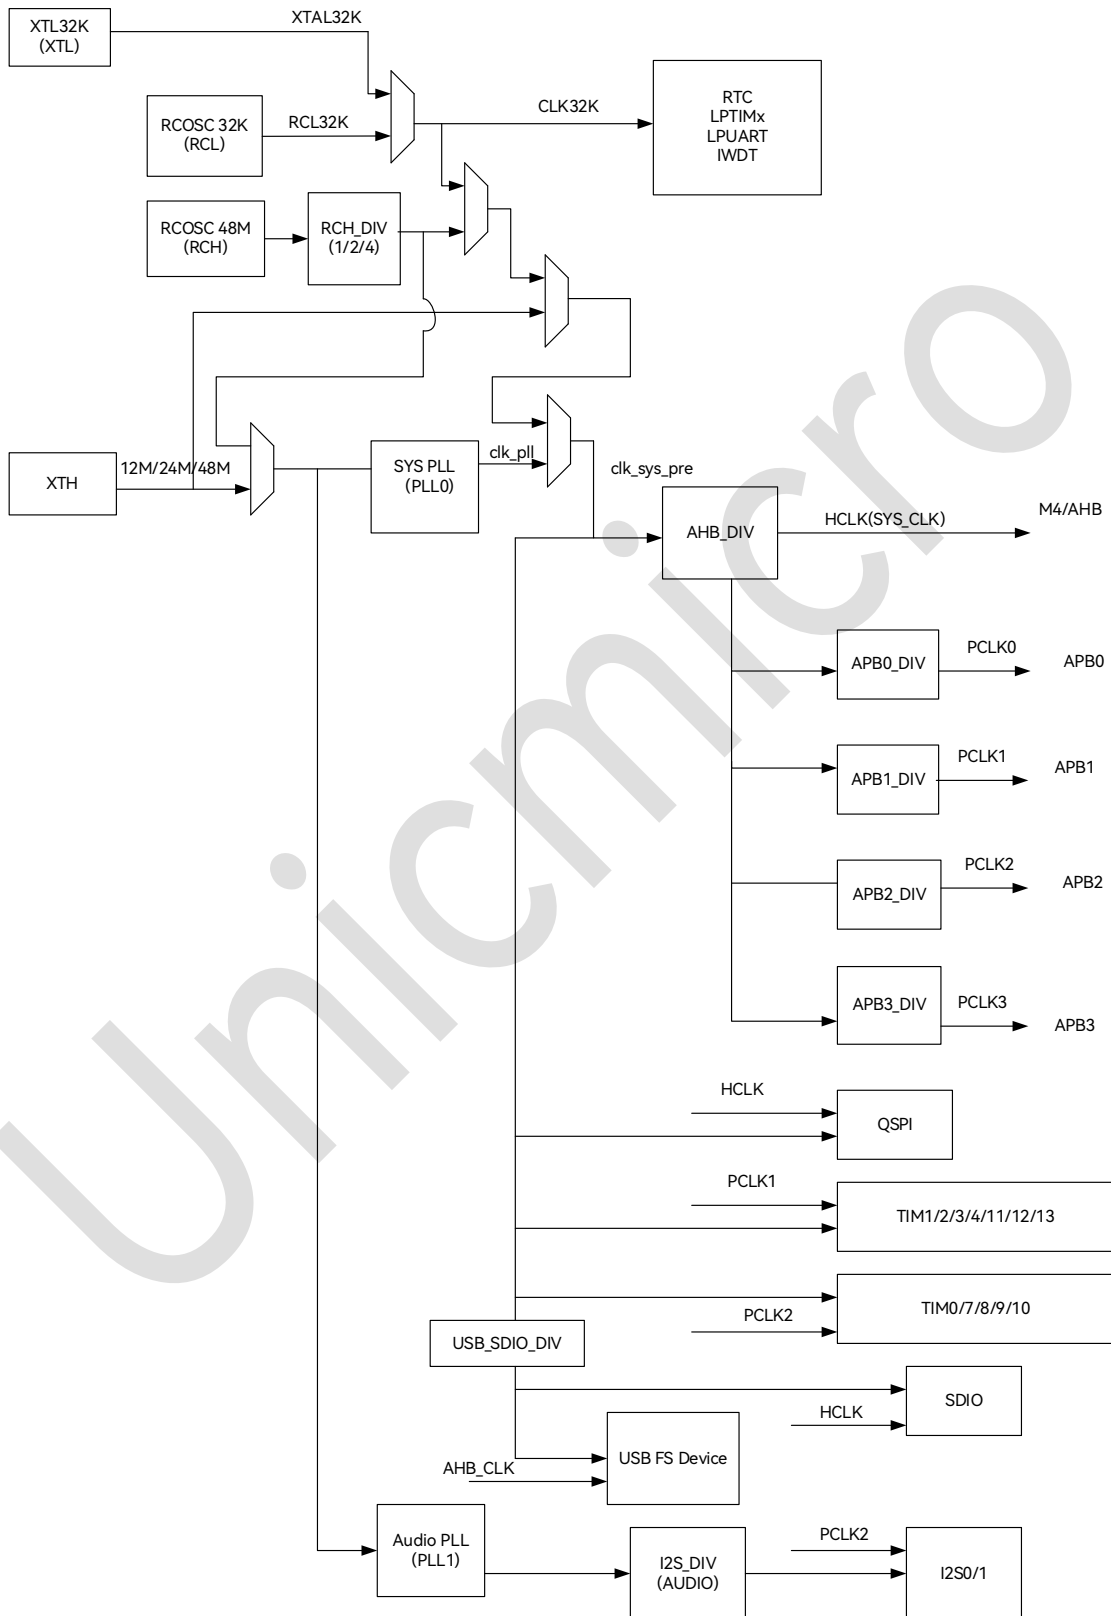 XTL32K
(XTL)
XTAL32K
RCOSC 32K
(RCL)
RCL32K
CLK32K
RTC
LPTIMx
LPUART
IWDT
RCOSC 48M
(RCH)
RCH_DIV
(1/2/4)
XTH
12M/24M/48M
SYS PLL
(PLL0)
clk_pll
clk_sys_pre
AHB_DIV
HCLK(SYS_CLK)
M4/AHB
APB0_DIV
PCLK0
APB0
APB1_DIV
PCLK1
APB1
APB2_DIV
PCLK2
APB2
APB3_DIV
PCLK3
APB3
HCLK
QSPI
PCLK1
TIM1/2/3/4/11/12/13
TIM0/7/8/9/10
PCLK2
USB_SDIO_DIV
SDIO
HCLK
USB FS Device
AHB_CLK
Audio PLL
(PLL1)
I2S_DIV
(AUDIO)
PCLK2
I2S0/1
Unicmicro